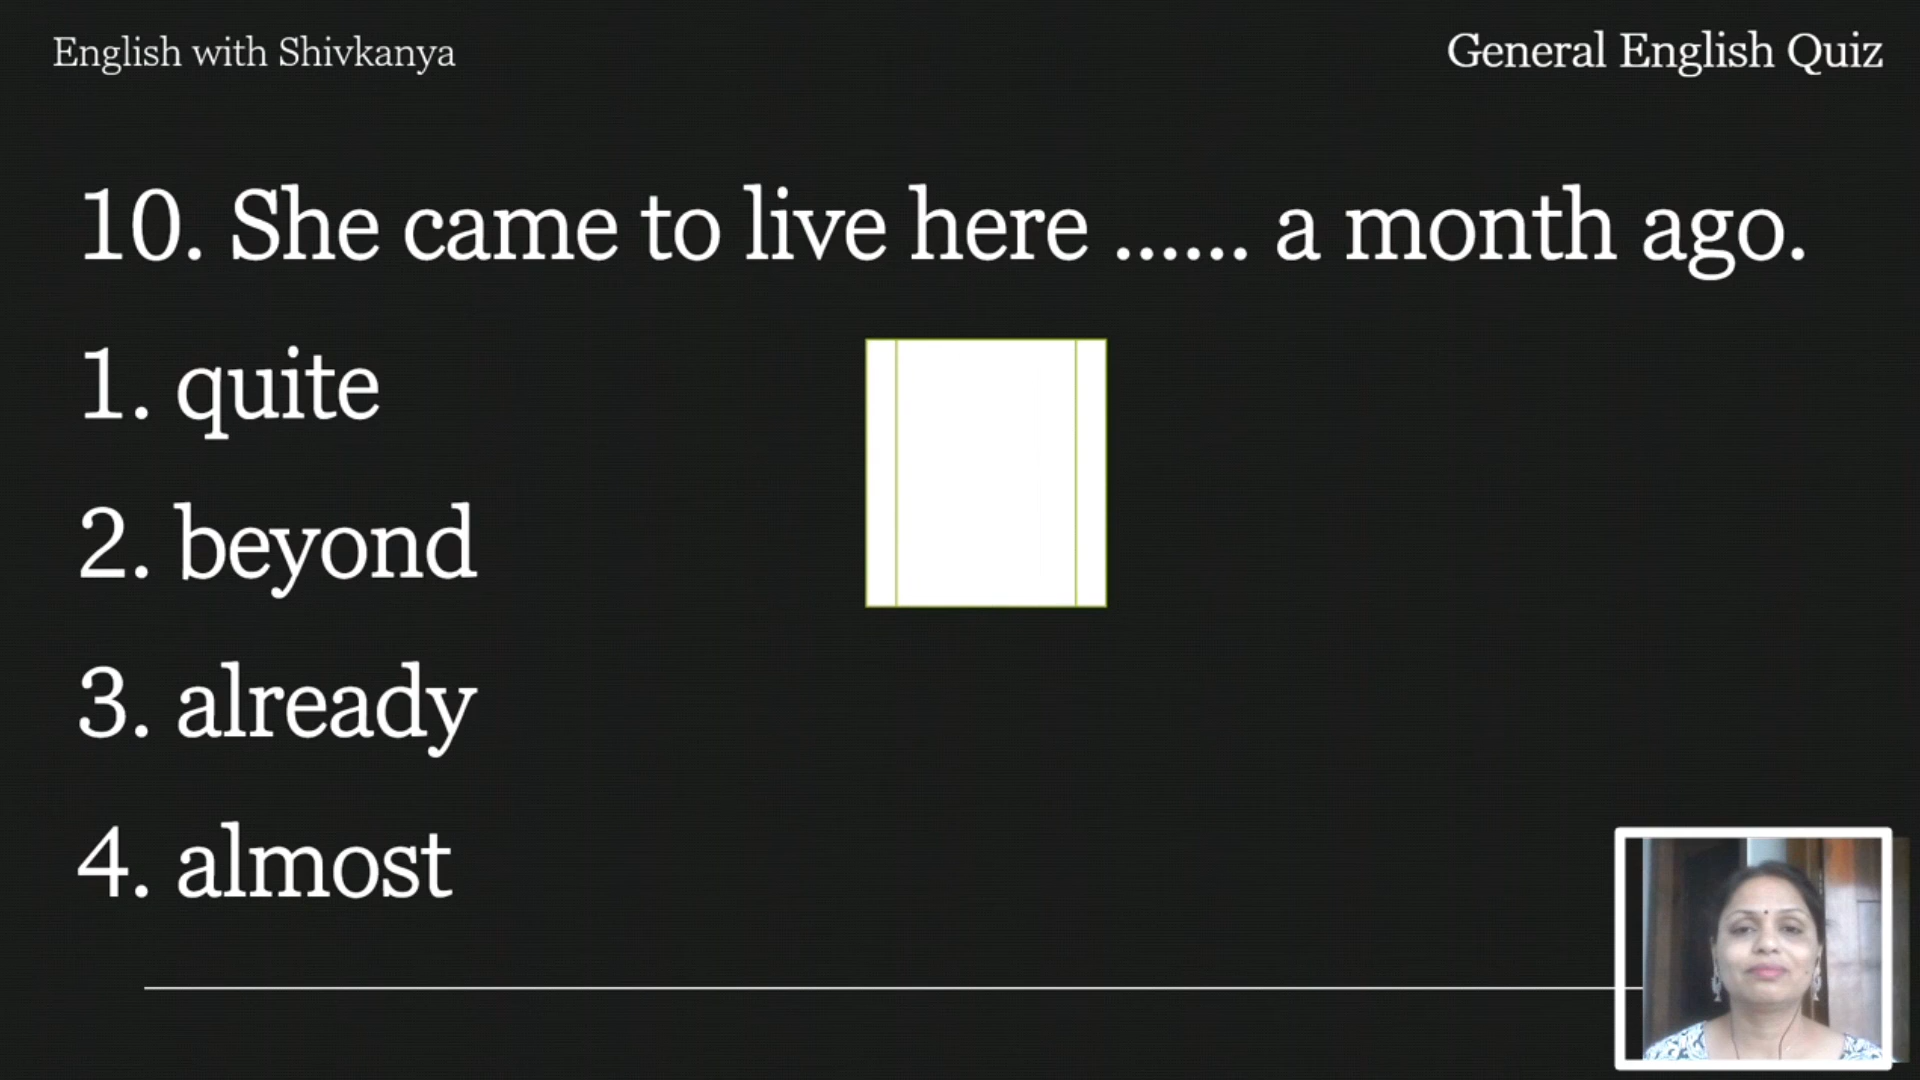 English with Shivkanya
General English Quiz
10. She came to live here ...... a month ago.
1. quite
2. beyond
3. already
4. almost